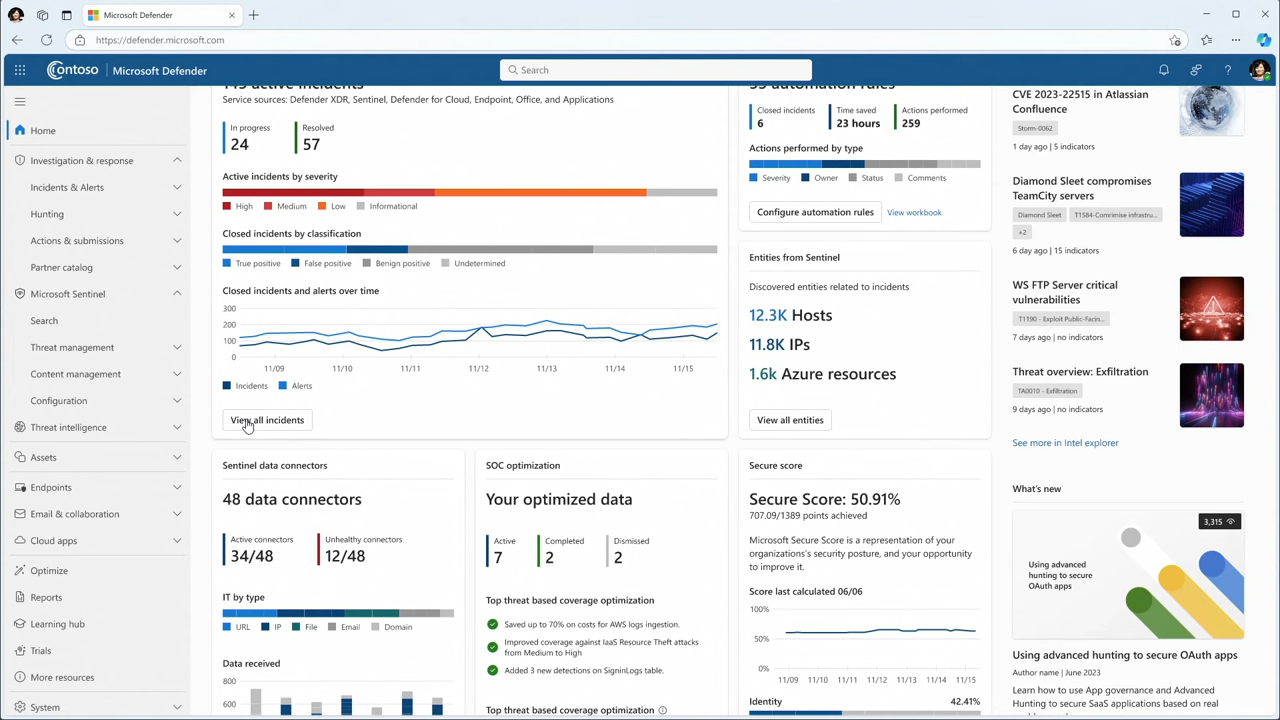 Microsoft Defender
https://defender.microsoft.com
Contoso
Microsoft Defender
Search
Home
Investigation & response
Incidents & Alerts
Hunting
Actions & submissions
Partner catalog
Microsoft Sentinel
Search
Threat management
Content management
Configuration
Threat intelligence
Assets
Endpoints
Email & collaboration
Cloud apps
Optimize
Reports
Learning hub
Trials
More resources
System
active incidents
Service sources: Defender XDR, Sentinel, Defender for Cloud, Endpoint, Office, and Applications
In progress
24
Resolved
57
Active incidents by severity
High
Medium
Low
Informational
Closed incidents by classification
True positive
False positive
Benign positive
Undetermined
Closed incidents and alerts over time
300
200
100
0
11/09
11/10
11/11
11/12
11/13
11/14
11/15
Incidents
Alerts
View all incidents
automation rules
Closed incidents
6
Time saved
23 hours
Actions performed
259
Actions performed by type
Severity
Owner
Status
Comments
Configure automation rules
View workbook
Entities from Sentinel
Discovered entities related to incidents
12.3K Hosts
11.8K IPs
1.6k Azure resources
View all entities
Sentinel data connectors
48 data connectors
Active connectors
34/48
Unhealthy connectors
12/48
IT by type
URL
IP
File
Email
Domain
Data received
800
600
SOC optimization
Your optimized data
Active
7
Completed
2
Dismissed
2
Top threat based coverage optimization
Saved up to 70% on costs for AWS logs ingestion.
Improved coverage against IaaS Resource Theft attacks
from Medium to High
Added 3 new detections on SigninLogs table.
Top threat based coverage optimization
Secure score
Secure Score: 50.91%
707.09/1389 points achieved
Microsoft Secure Score is a representation of your
organizations's security posture, and your opportunity
to improve it.
Score last calculated 06/06
100%
50%
0%
11/09
11/10
11/11
11/12
11/13
11/14
11/15
Identity
42.41%
CVE 2023-22515 in Atlassian
Confluence
Storm-0062
1 day ago | 5 indicators
Diamond Sleet compromises
TeamCity servers
Diamond Sleet
T1584-Comrimise infrastru...
+2
6 day ago | 15 indicators
WS FTP Server critical
vulnerabilities
T1190 - Exploit Public-Facin...
7 days ago | no indicators
Threat overview: Exfiltration
TA0010 - Exfiltration
9 days ago | no indicators
See more in Intel explorer
What's new
3,315
Using advanced
hunting to secure
OAuth apps
Using advanced hunting to secure OAuth apps
Author name | June 2023
Learn how to use App governance and Advanced
Hunting to secure SaaS applications based on real